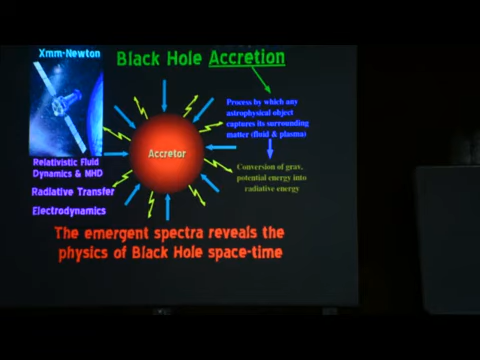 Xmm-Newton
Black Hole Accretion
Process by which any
astrophysical object
captures its surrounding
matter (fluid & plasma)
Accretor
Conversion of grav.
potential energy into
radiative energy
Relativistic Fluid
Dynamics & MHD
Radiative Transfer
Electrodynamics
The emergent spectra reveals the
physics of Black Hole space-time